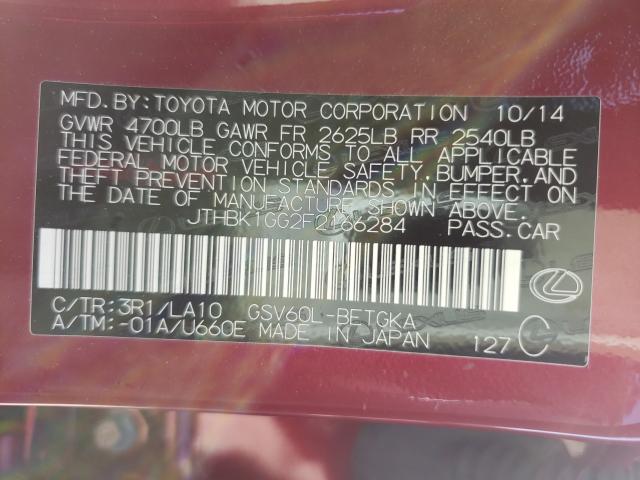 MFD. BY: TOYOTA MOTOR CORPORATION 10/14
GVWR 4700LB GAWR FR 2625LB RR 2540LB
THIS VEHICLE CONFORMS TO ALL APPLICABLE
FEDERAL MOTOR VEHICLE SAFETY, BUMPER, AND
THEFT PREVENTION STANDARDS IN EFFECT ON
THE DATE OF MANUFACTURE SHOWN ABOVE.
JTHBK1GG2F2166284 PASS.CAR
C/TR: 3R1/LA10 GSV60L-BETGKA
A/TM: -01A/U660E MADE IN JAPAN 127 C